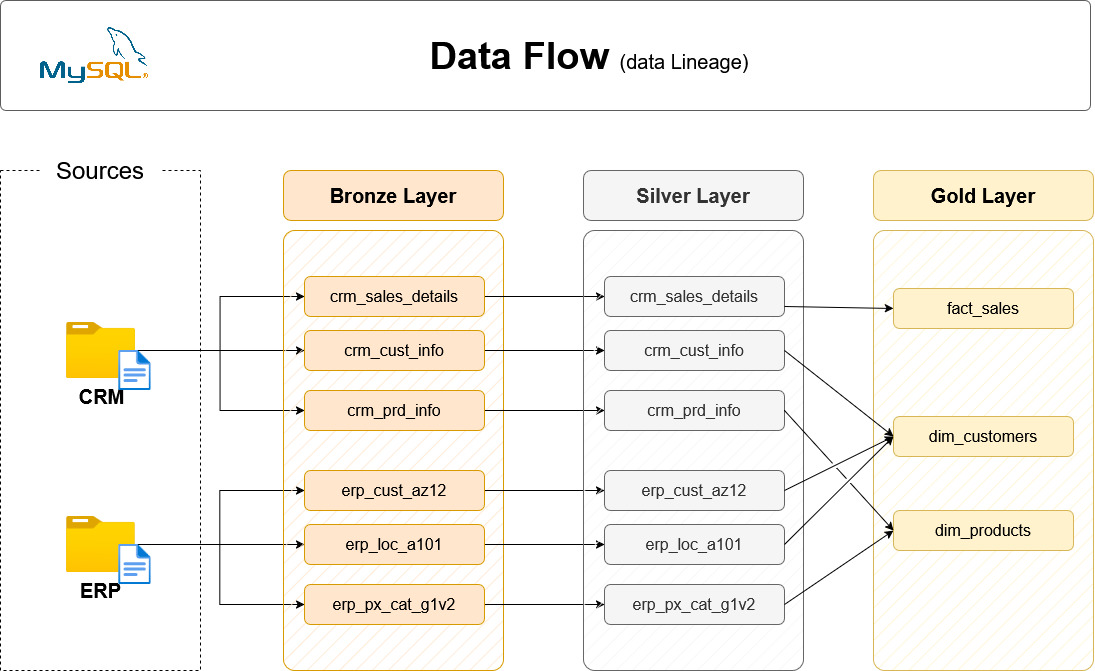 MySQL®
Data Flow (data Lineage)
Sources
Bronze Layer
Silver Layer
Gold Layer
crm_sales_details
crm_sales_details
fact_sales
crm_cust_info
crm_cust_info
CRM
crm_prd_info
crm_prd_info
dim_customers
erp_cust_az12
erp_cust_az12
dim_products
erp_loc_a101
erp_loc_a101
ERP
erp_px_cat_g1v2
erp_px_cat_g1v2